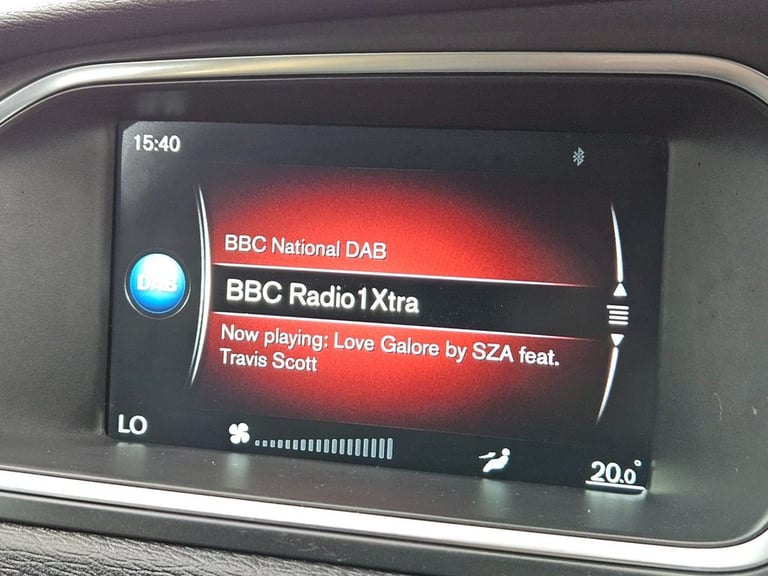 15:40
BBC National DAB
DAB
BBC Radio1Xtra
Now playing: Love Galore by SZA feat.
Travis Scott
LO
20.0°